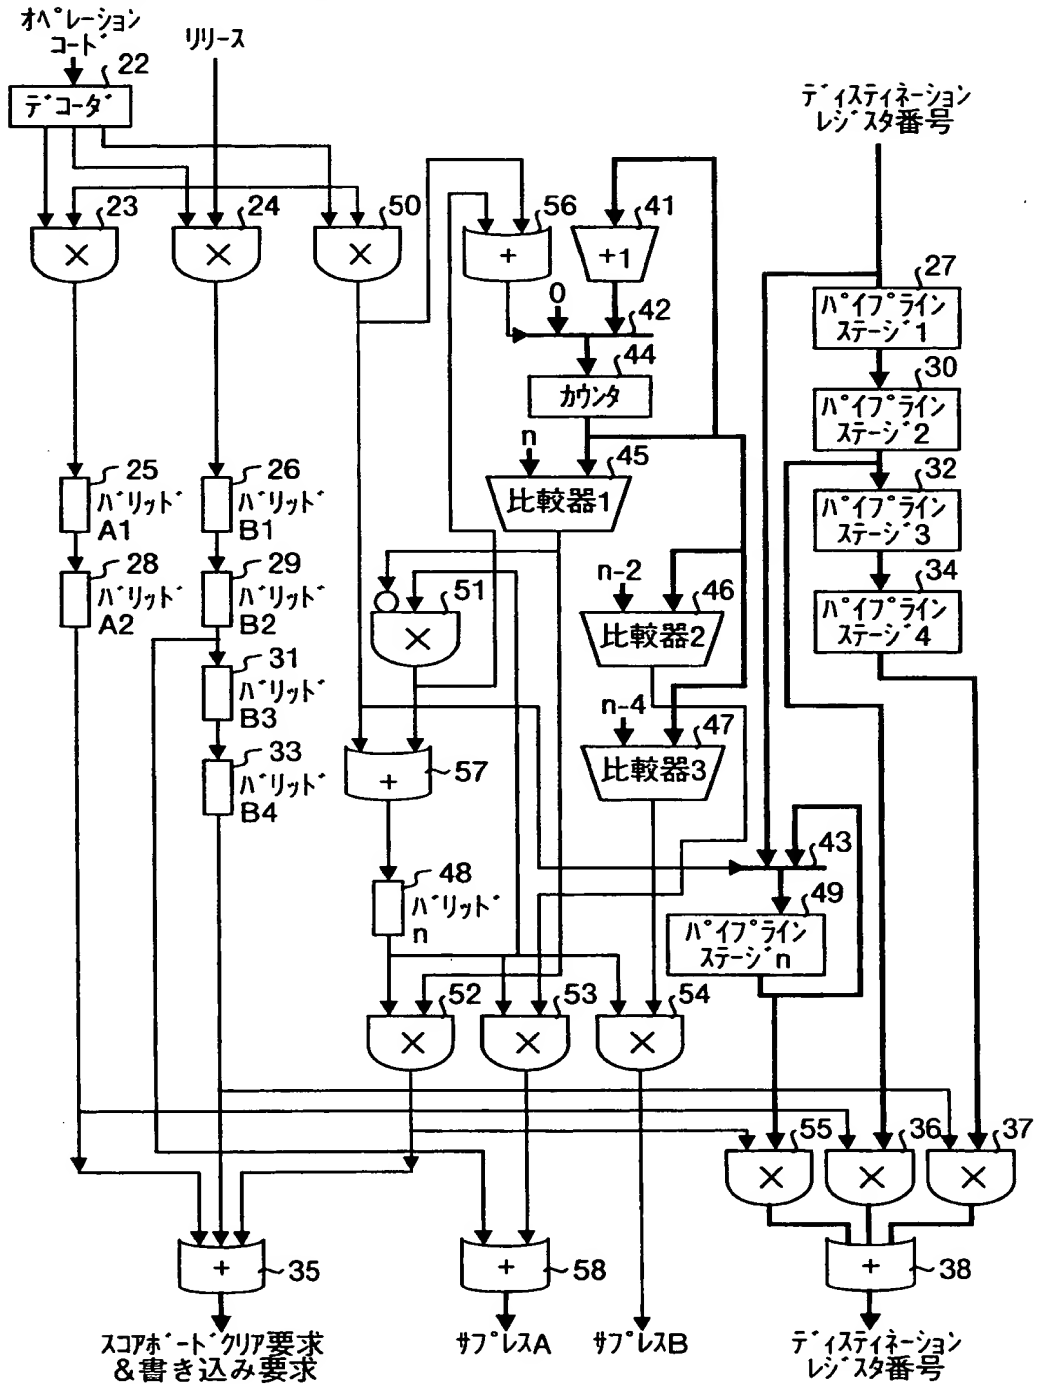 オペレーション
コード
リリース
22
デコーダ
ディスティネーション
レジスタ番号
23
24
50
56
41
×
×
×
+
+1
27
パイプライン
ステージ1
0
42
44
カウンタ
30
パイプライン
ステージ2
n
45
比較器1
25
バリッド
A1
26
バリッド
B1
32
パイプライン
ステージ3
28
バリッド
A2
29
バリッド
B2
51
×
n-2
46
比較器2
34
パイプライン
ステージ4
31
バリッド
B3
n-4
47
比較器3
33
バリッド
B4
+
57
43
48
バリッド
n
49
パイプライン
ステージn
52
53
54
×
×
×
55
36
37
×
×
×
+
35
+
58
+
38
スコアボードクリア要求
&書き込み要求
サプレスA
サプレスB
ディスティネーション
レジスタ番号